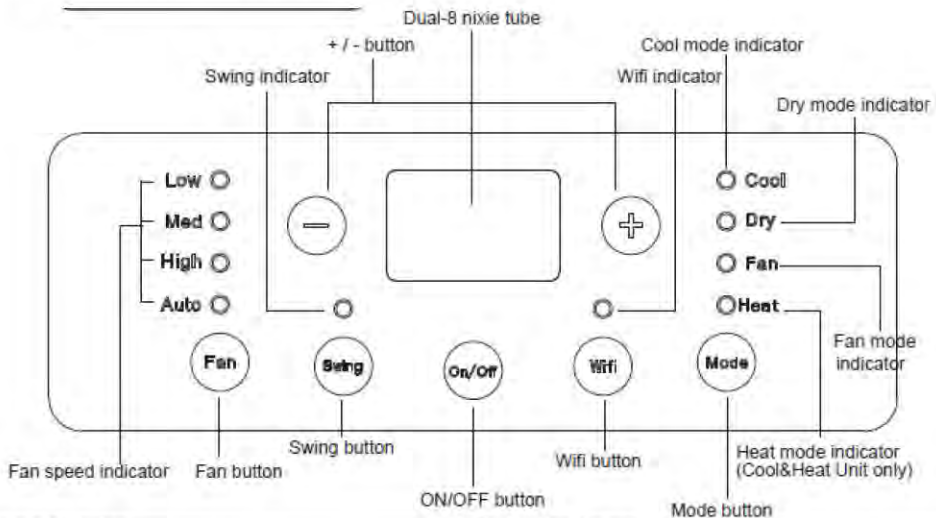 Dual-8 nixie tube
+ / - button
Cool mode indicator
Swing indicator
Wifi indicator
Dry mode indicator
Low
Cool
Med
Dry
High
Fan
Auto
Heat
Fan mode
indicator
Fan
Swing
On/Off
Wifi
Mode
Fan speed indicator
Fan button
Swing button
Wifi button
Heat mode indicator
(Cool&Heat Unit only)
ON/OFF button
Mode button